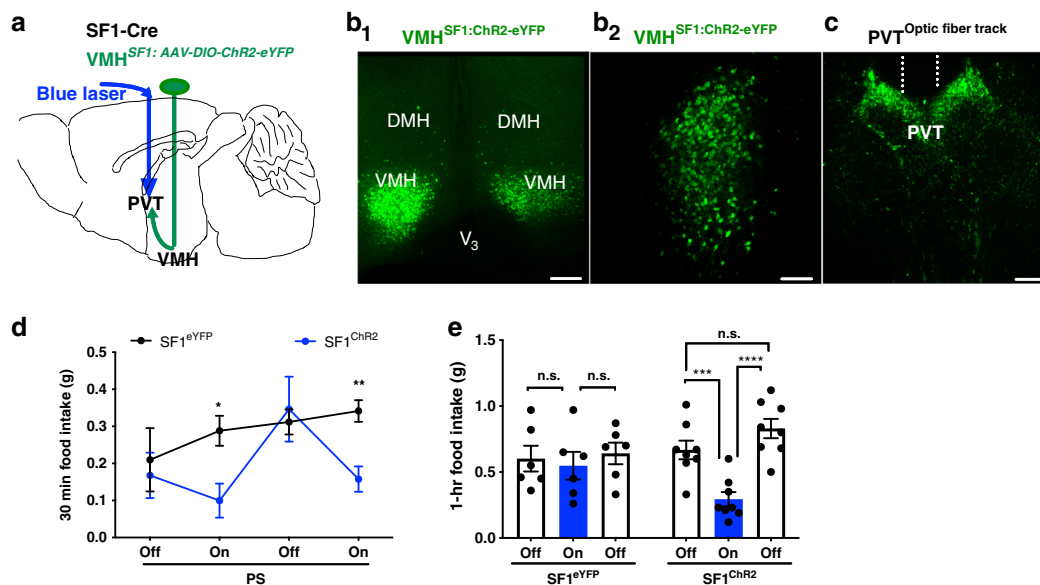 a
SF1-Cre
VMH^SF1: AAV-DIO-ChR2-eYFP
Blue laser
PVT
VMH
b1
VMH^SF1:ChR2-eYFP
DMH DMH
VMH VMH
V3
b2
VMH^SF1:ChR2-eYFP
c
PVT^Optic fiber track
PVT
d
SF1^eYFP SF1^ChR2
30 min food intake (g)
0.5
0.4
0.3
0.2
0.1
0.0
* **
Off On Off On
PS
e
1-hr food intake (g)
1.5
1.0
0.5
0.0
n.s.
n.s. n.s. *** ****
Off On Off Off On Off
SF1^eYFP SF1^ChR2